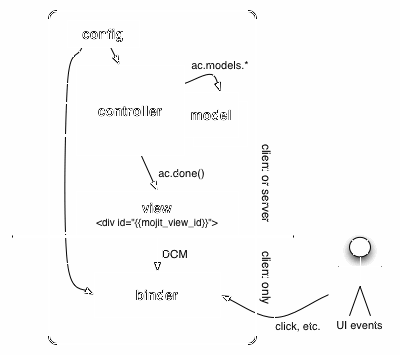 config
ac.models.*
controller
model
client or server
ac.done()
view
<div id="{{mojit_view_id}}">
client only
binder
click, etc.
UI events